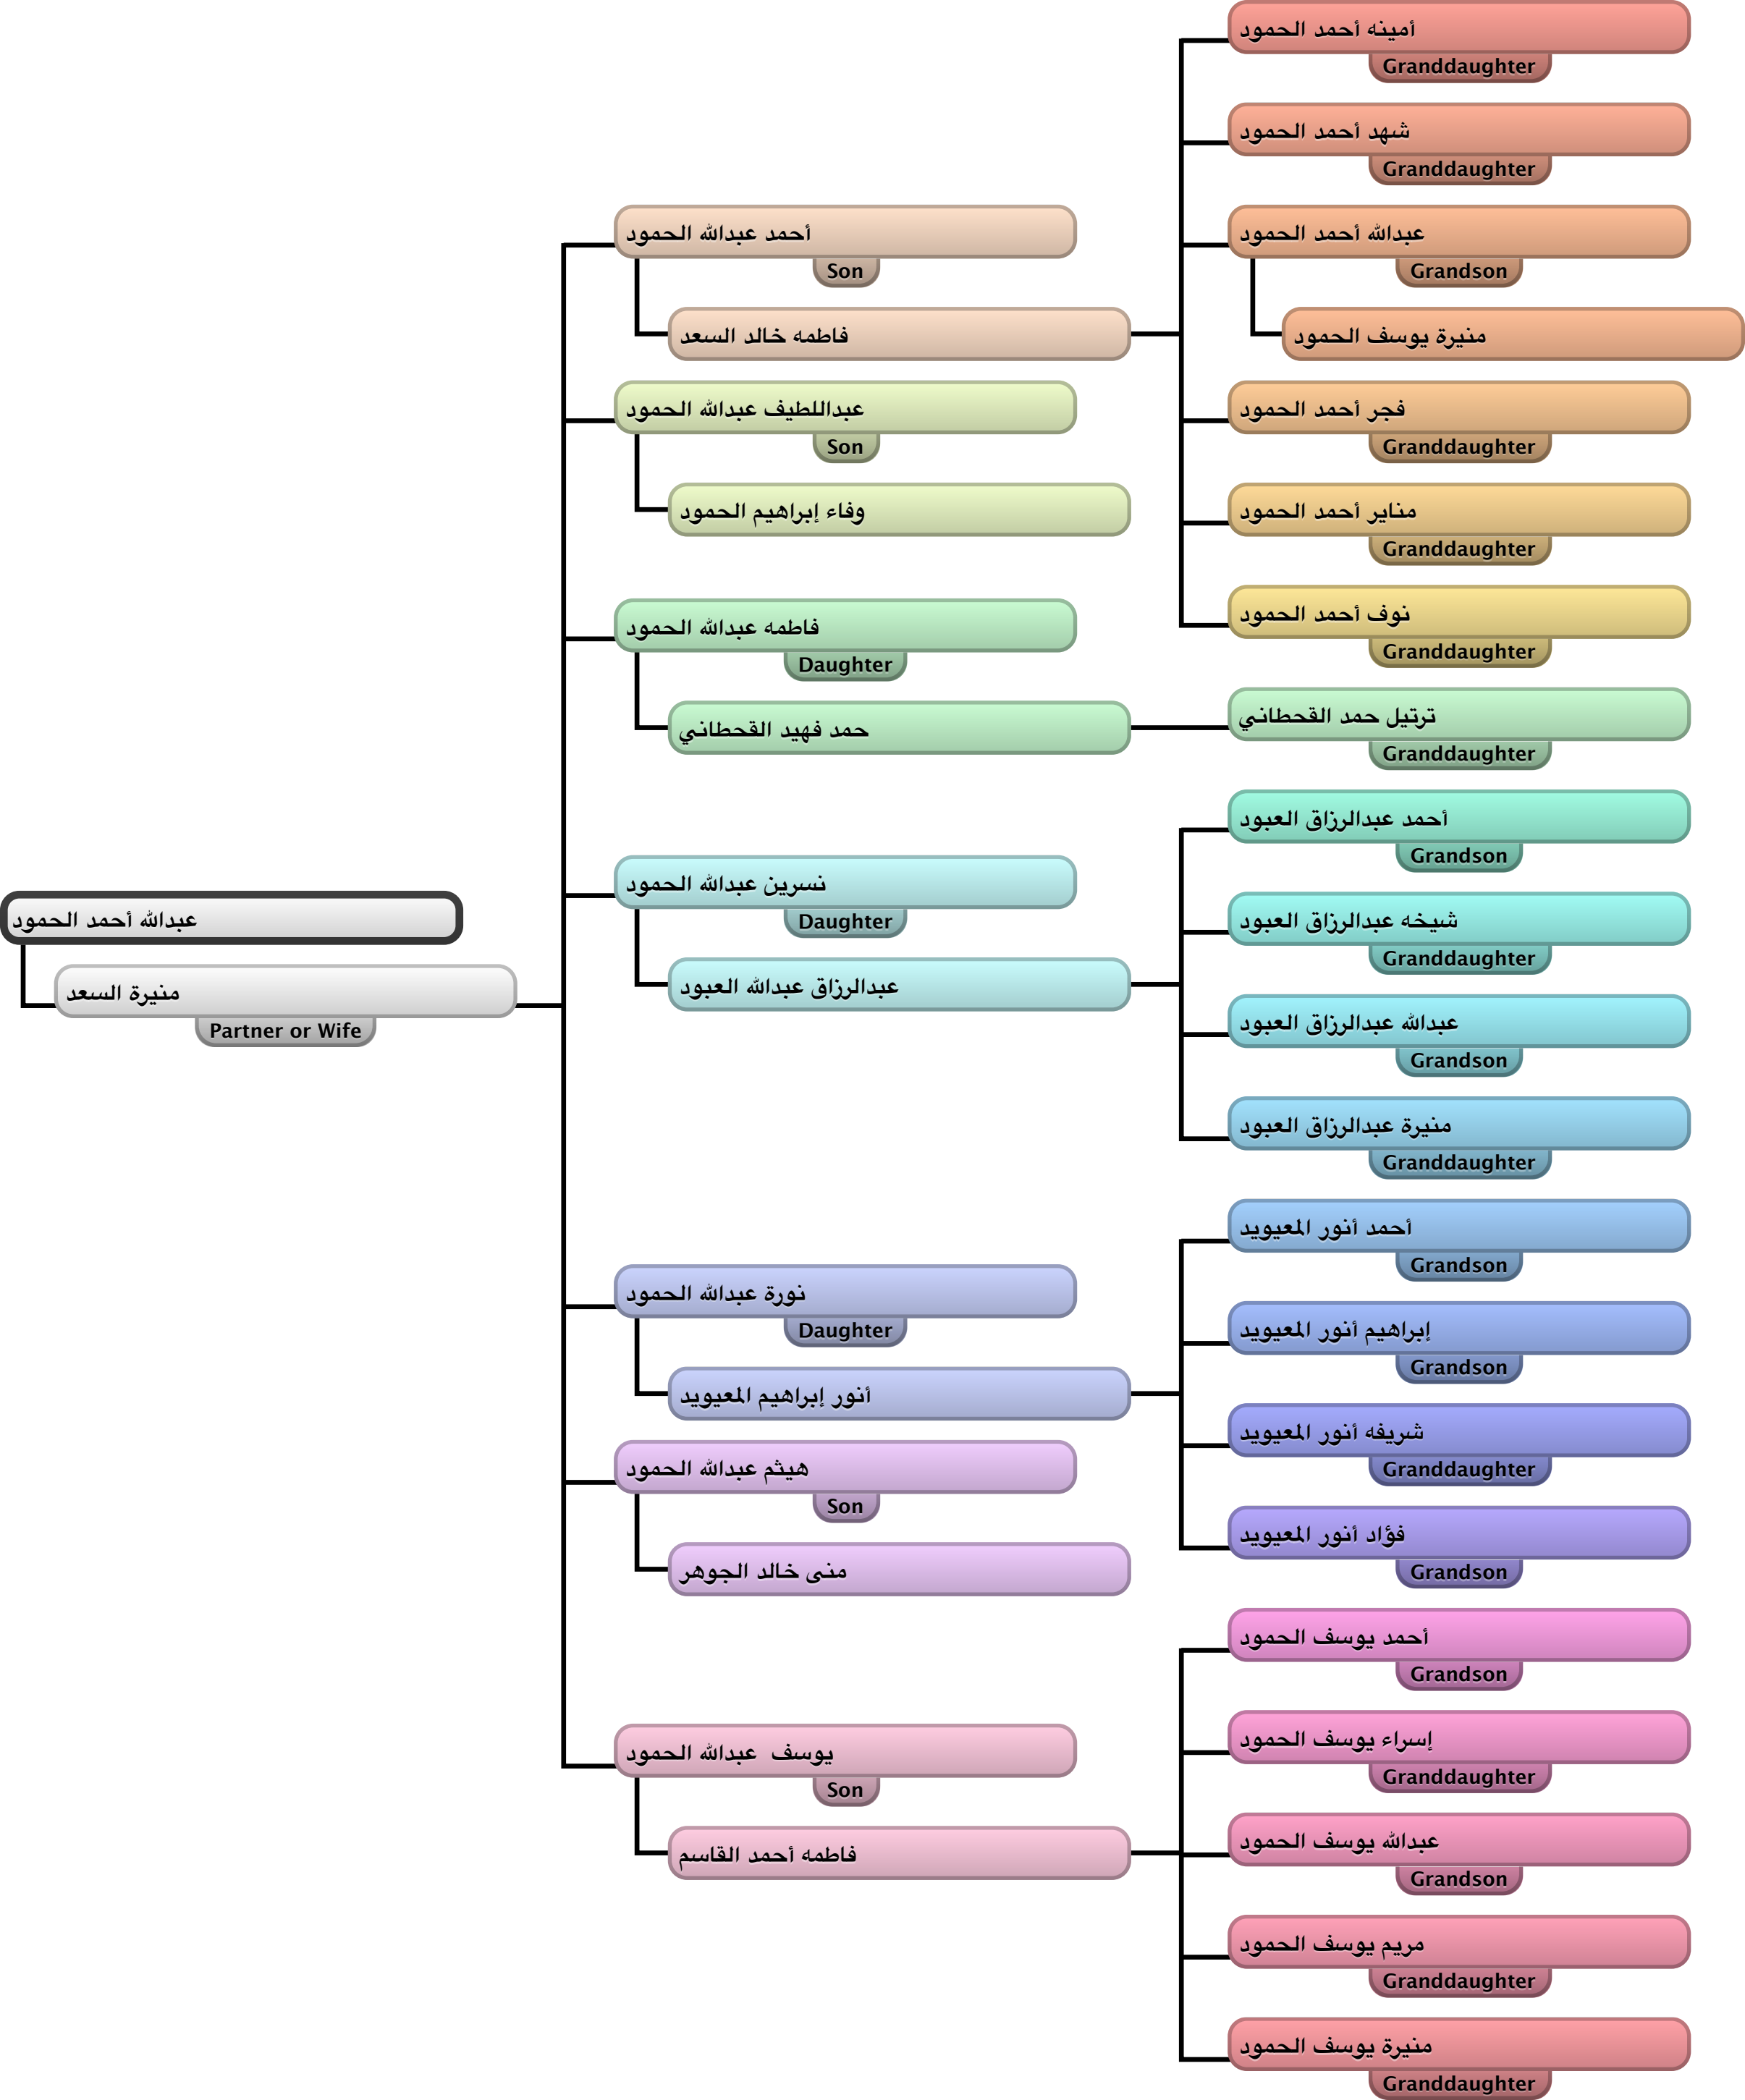 عبدالله أحمد الحمود
منيرة السعد
Partner or Wife
أحمد عبدالله الحمود
Son
فاطمه خالد السعد
أمينه أحمد الحمود
Granddaughter
شهد أحمد الحمود
Granddaughter
عبدالله أحمد الحمود
Grandson
منيرة يوسف الحمود
فجر أحمد الحمود
Granddaughter
مناير أحمد الحمود
Granddaughter
نوف أحمد الحمود
Granddaughter
عبداللطيف عبدالله الحمود
Son
وفاء إبراهيم الحمود
فاطمه عبدالله الحمود
Daughter
حمد فهيد القحطاني
ترتيل حمد القحطاني
Granddaughter
نسرين عبدالله الحمود
Daughter
عبدالرزاق عبدالله العبود
أحمد عبدالرزاق العبود
Grandson
شيخه عبدالرزاق العبود
Granddaughter
عبدالله عبدالرزاق العبود
Grandson
منيرة عبدالرزاق العبود
Granddaughter
نورة عبدالله الحمود
Daughter
أنور إبراهيم المعيويد
أحمد أنور المعيويد
Grandson
إبراهيم أنور المعيويد
Grandson
شريفه أنور المعيويد
Granddaughter
فؤاد أنور المعيويد
Grandson
هيثم عبدالله الحمود
Son
منى خالد الجوهر
يوسف  عبدالله الحمود
Son
فاطمه أحمد القاسم
أحمد يوسف الحمود
Grandson
إسراء يوسف الحمود
Granddaughter
عبدالله يوسف الحمود
Grandson
مريم يوسف الحمود
Granddaughter
منيرة يوسف الحمود
Granddaughter